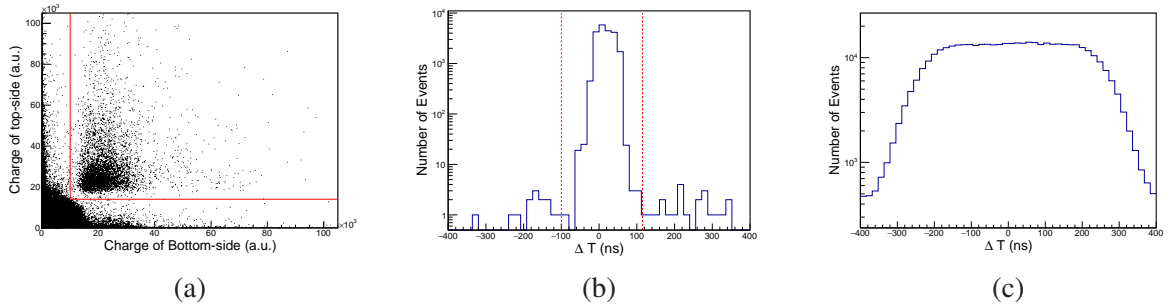 ×10³
100
80
60
40
20
0
0 20 40 60 80 100
×10³
Charge of top-side (a.u.)
Charge of Bottom-side (a.u.)
(a)
10⁴
10³
10²
10
1
−400 −300 −200 −100 0 100 200 300 400
Number of Events
Δ T (ns)
(b)
10⁴
10³
−400 −300 −200 −100 0 100 200 300 400
Number of Events
Δ T (ns)
(c)